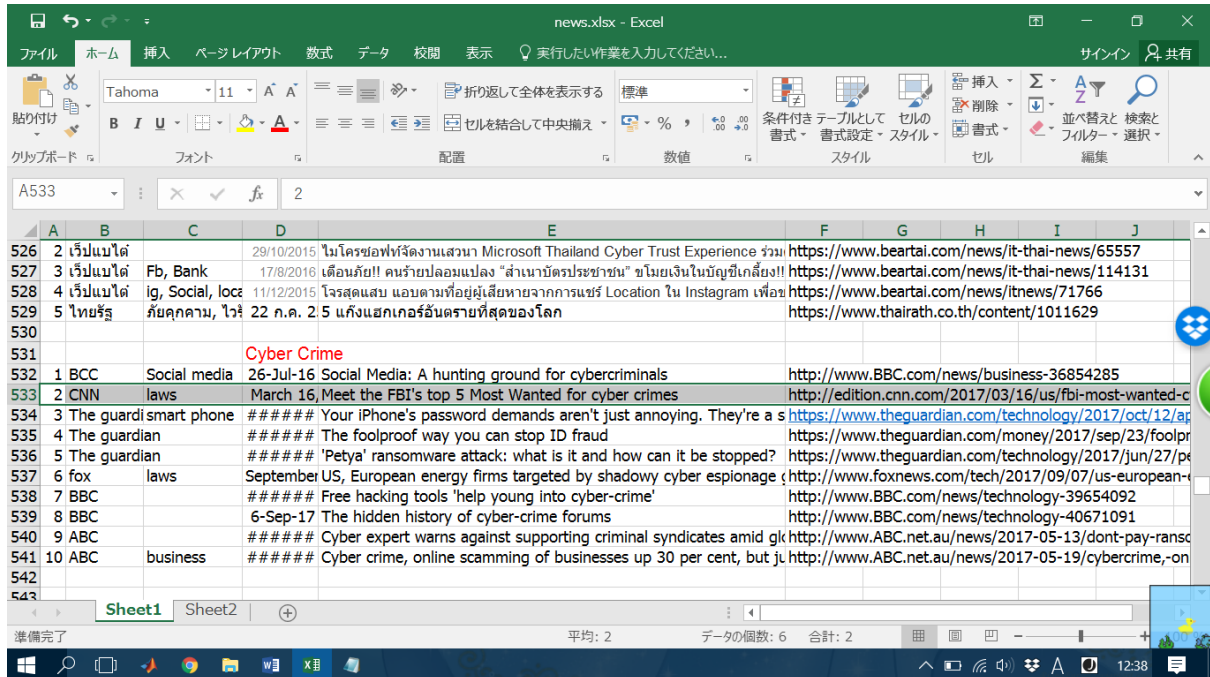 news.xlsx - Excel
ファイル ホーム 挿入 ページ レイアウト 数式 データ 校閲 表示 実行したい作業を入力してください... サインイン 共有
Tahoma 11 A A 折り返して全体を表示する 標準 挿入 Σ
貼り付け B I U A セルを結合して中央揃え % 条件付き書式 テーブルとして書式設定 セルのスタイル 削除 書式 並べ替えとフィルター 検索と選択
クリップボード フォント 配置 数値 スタイル セル 編集
A533 fx 2
A B C D E F G H I J
526 2 เว็ปแบไต๋ 29/10/2015 ไมโครซอฟท์จัดงานเสวนา Microsoft Thailand Cyber Trust Experience https://www.beartai.com/news/it-thai-news/65557
527 3 เว็ปแบไต๋ Fb, Bank 17/8/2016 เตือนภัย!! คนร้ายปลอมแปลง "สำเนาบัตรประชาชน" ขโมยเงินในบัญชีเกลี้ยง!! https://www.beartai.com/news/it-thai-news/114131
528 4 เว็ปแบไต๋ ig, Social, loca 11/12/2015 โจรสุดแสบ แอบตามที่อยู่ผู้เสียหายจากการแชร์ Location ใน Instagram https://www.beartai.com/news/itnews/71766
529 5 ไทยรัฐ ภัยคุกคาม, 22 ก.ค. 5 แก๊งแฮกเกอร์อันตรายที่สุดของโลก https://www.thairath.co.th/content/1011629
530
531 Cyber Crime
532 1 BCC Social media 26-Jul-16 Social Media: A hunting ground for cybercriminals http://www.BBC.com/news/business-36854285
533 2 CNN laws March 16, Meet the FBI's top 5 Most Wanted for cyber crimes http://edition.cnn.com/2017/03/16/us/fbi-most-wanted-c
534 3 The guardi smart phone ###### Your iPhone's password demands aren't just annoying. They're a s https://www.theguardian.com/technology/2017/oct/12/ap
535 4 The guardian ###### The foolproof way you can stop ID fraud https://www.theguardian.com/money/2017/sep/23/foolpr
536 5 The guardian ###### 'Petya' ransomware attack: what is it and how can it be stopped? https://www.theguardian.com/technology/2017/jun/27/pe
537 6 fox laws September US, European energy firms targeted by shadowy cyber espionage http://www.foxnews.com/tech/2017/09/07/us-european-
538 7 BBC ###### Free hacking tools 'help young into cyber-crime' http://www.BBC.com/news/technology-39654092
539 8 BBC 6-Sep-17 The hidden history of cyber-crime forums http://www.BBC.com/news/technology-40671091
540 9 ABC ###### Cyber expert warns against supporting criminal syndicates amid http://www.ABC.net.au/news/2017-05-13/dont-pay-ranso
541 10 ABC business ###### Cyber crime, online scamming of businesses up 30 per cent, but http://www.ABC.net.au/news/2017-05-19/cybercrime,-on
542
543
Sheet1 Sheet2
準備完了 平均: 2 データの個数: 6 合計: 2
A 12:38